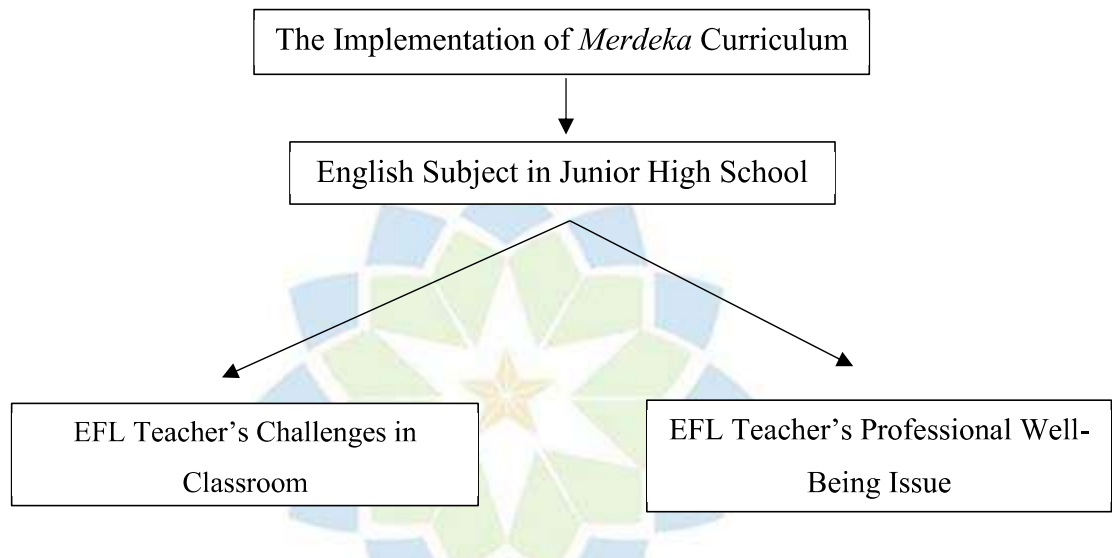 The Implementation of Merdeka Curriculum
English Subject in Junior High School
EFL Teacher's Challenges in
Classroom
EFL Teacher's Professional Well-
Being Issue